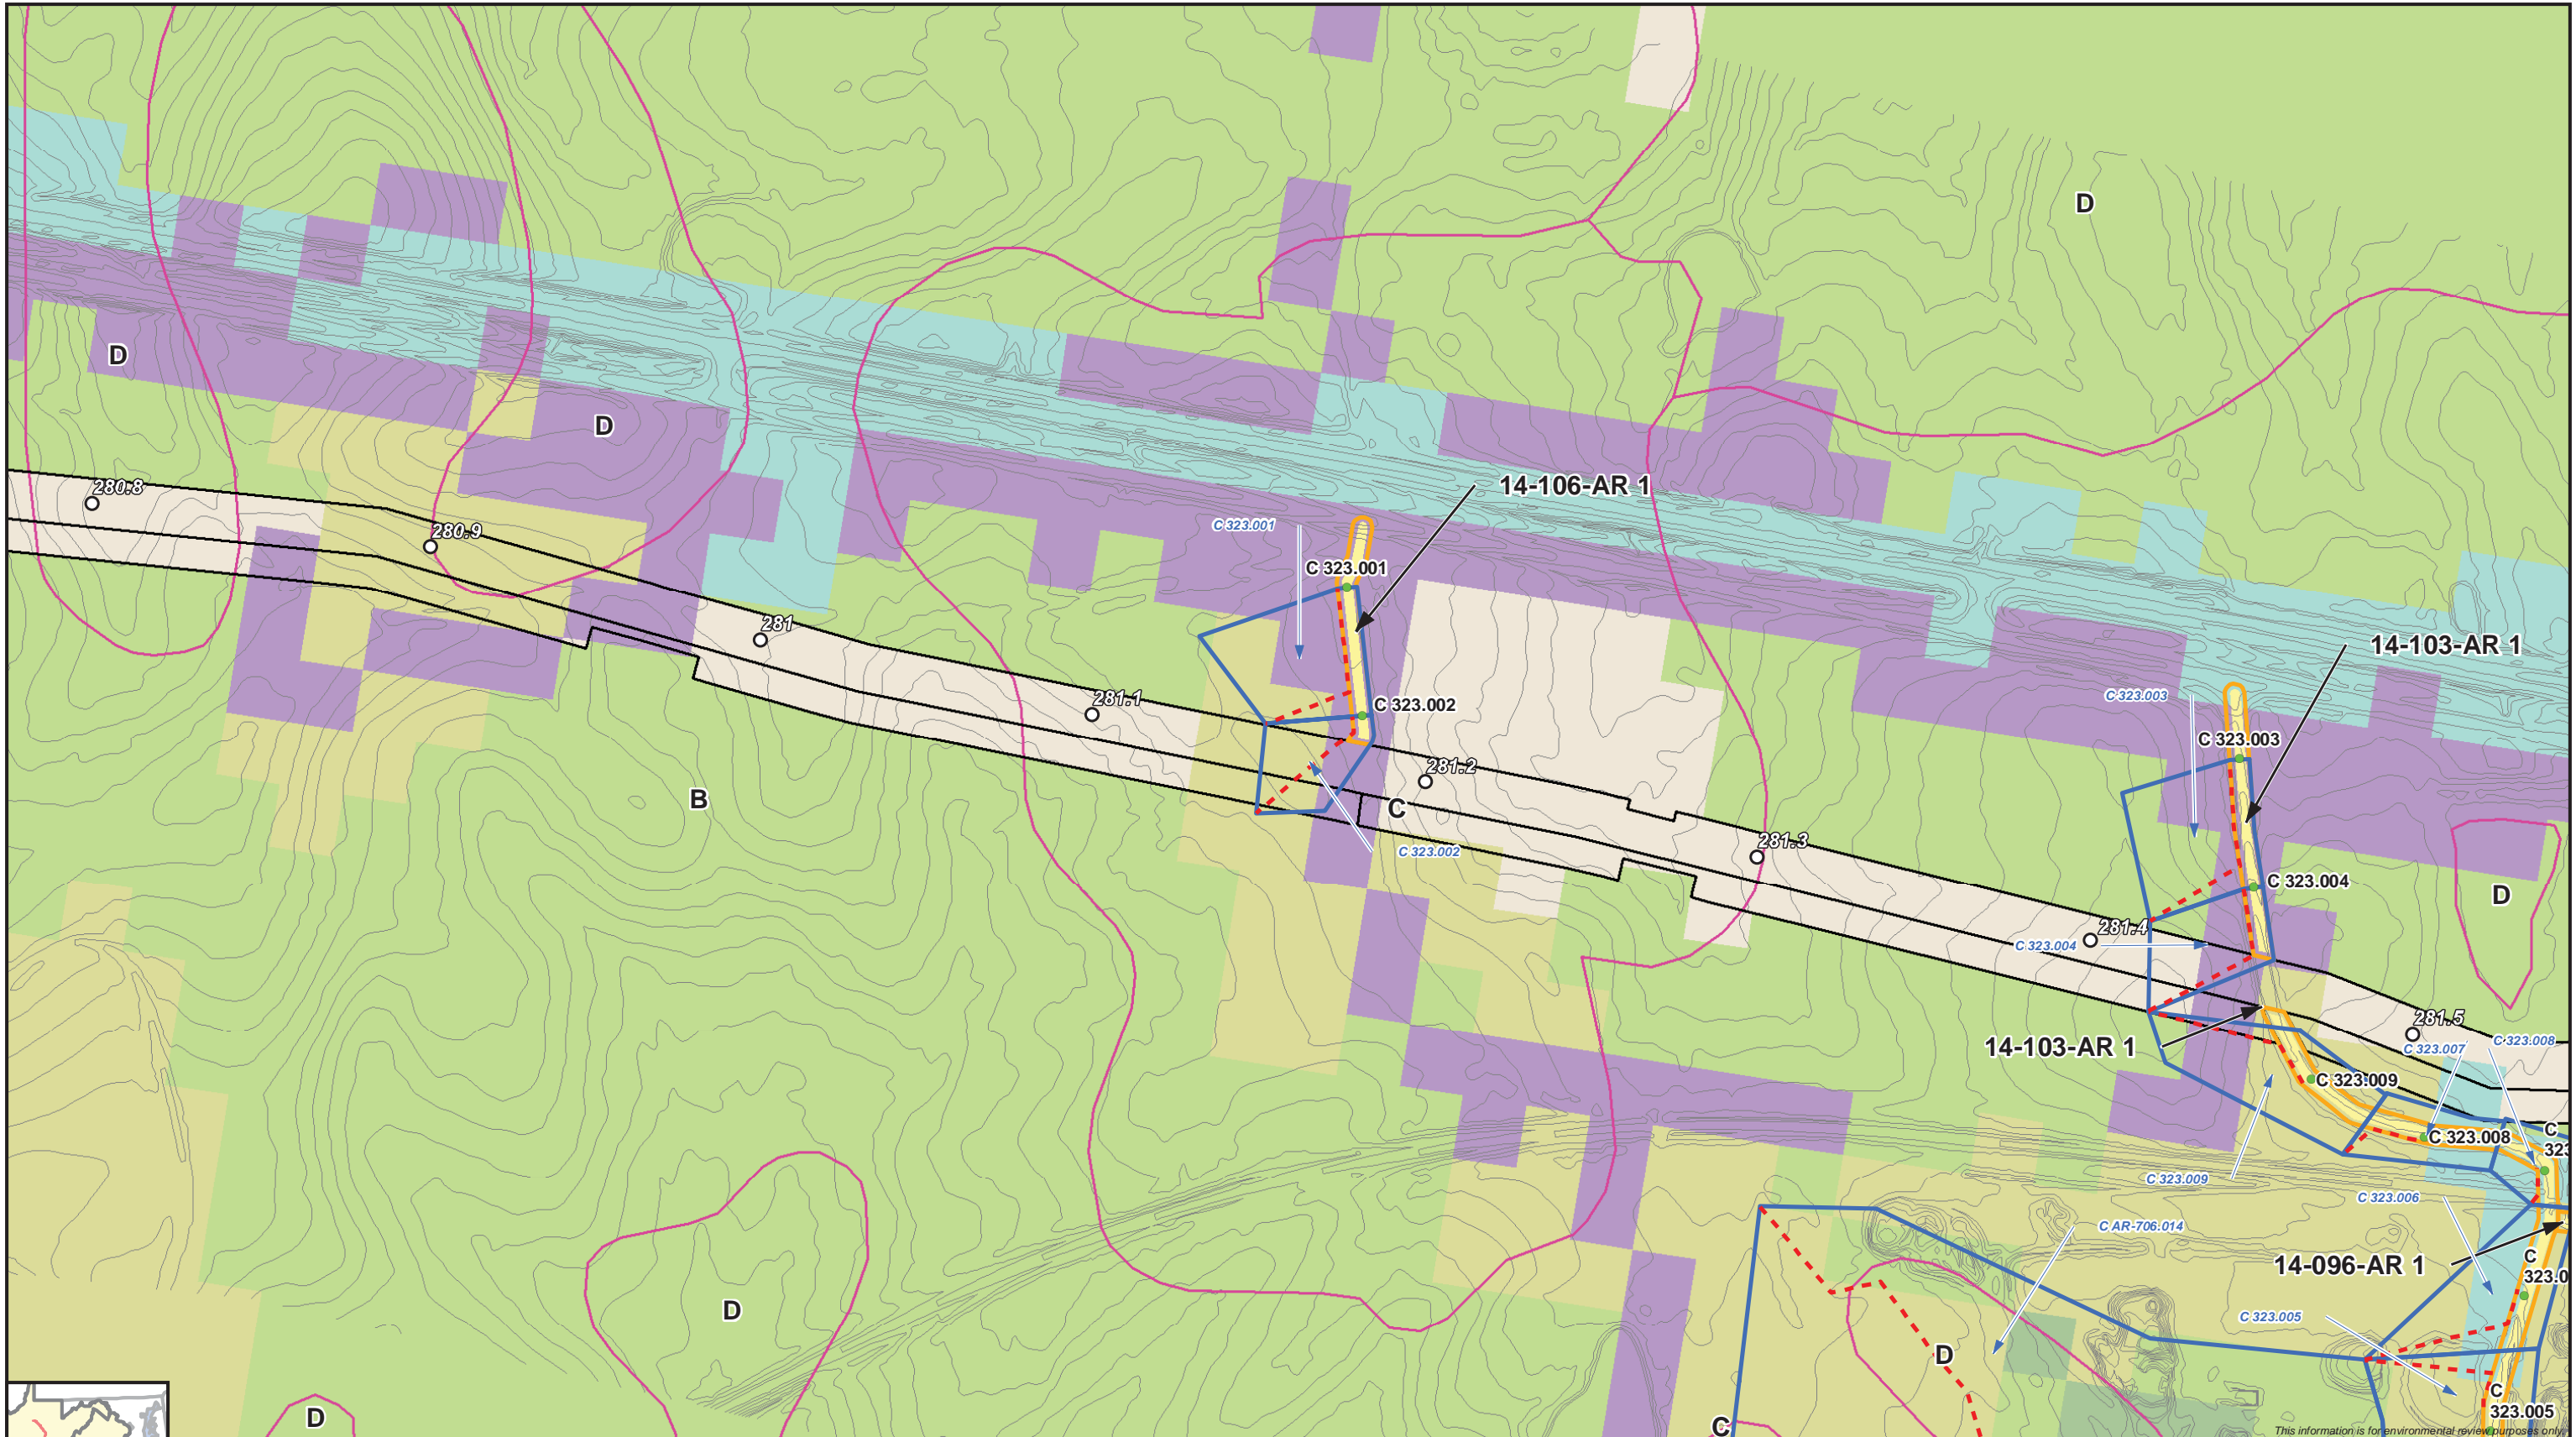 D
D
D
280.8
14-106-AR 1
C 323.001
280.9
C 323.001
281
14-103-AR 1
C 323.003
281.1
C 323.002
C 323.003
281.2
B
C
281.3
C 323.002
C 323.004
D
281.4
C 323.004
281.5
14-103-AR 1
C 323.007
C 323.008
C 323.009
C 323.008
C
323
C 323.009
C 323.006
C AR-706.014
14-096-AR 1
C
323.0
D
C 323.005
D
C
323.005
D
C
This information is for environmental review purposes only.